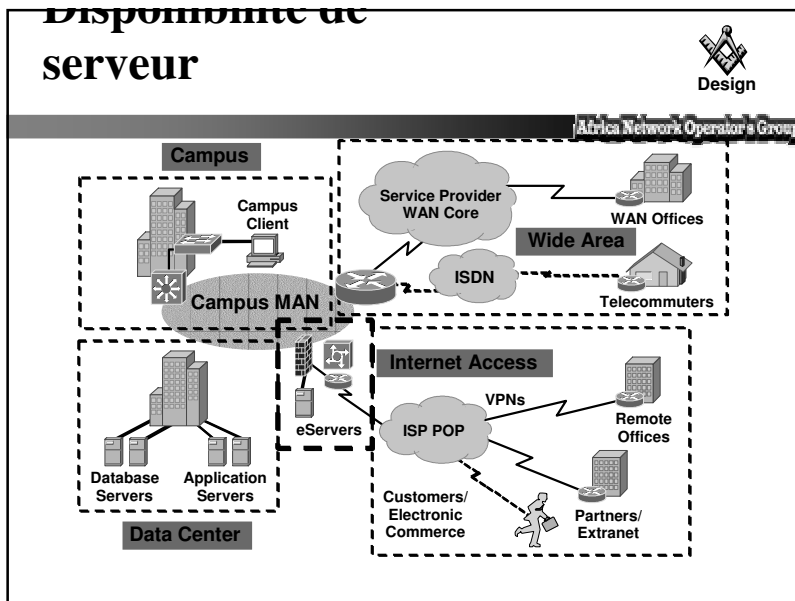 Disponibilité de
serveur
Design
Africa Network Operator's Group
Campus
Campus
Client
Campus MAN
Service Provider
WAN Core
WAN Offices
Wide Area
ISDN
Telecommuters
Internet Access
eServers
VPNs
ISP POP
Remote
Offices
Database
Servers
Application
Servers
Data Center
Customers/
Electronic
Commerce
Partners/
Extranet